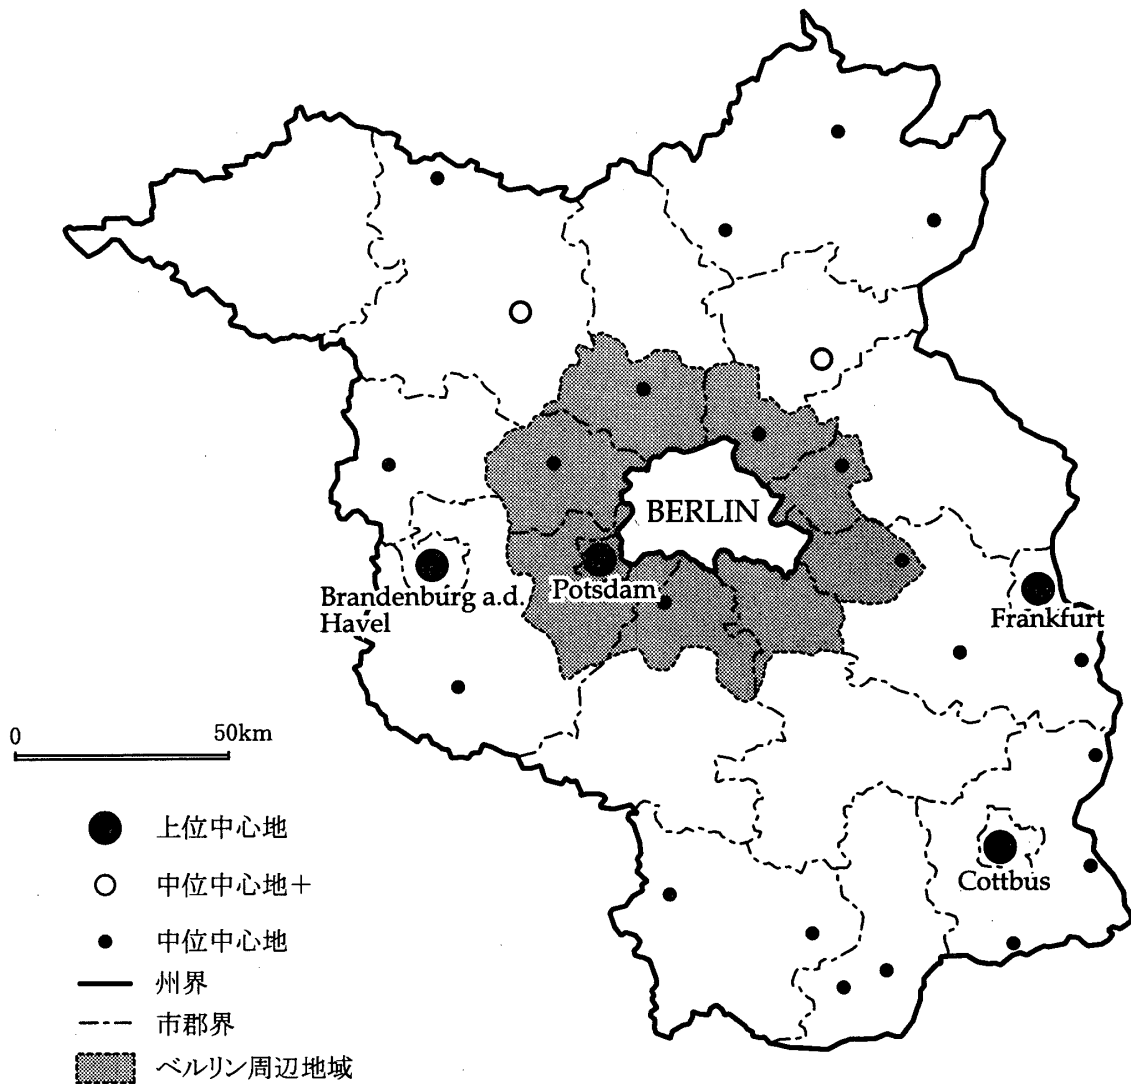 BERLIN
Brandenburg a.d.
Havel
Potsdam
Frankfurt
0 50km
Cottbus
上位中心地
中位中心地＋
中位中心地
州界
市郡界
ベルリン周辺地域